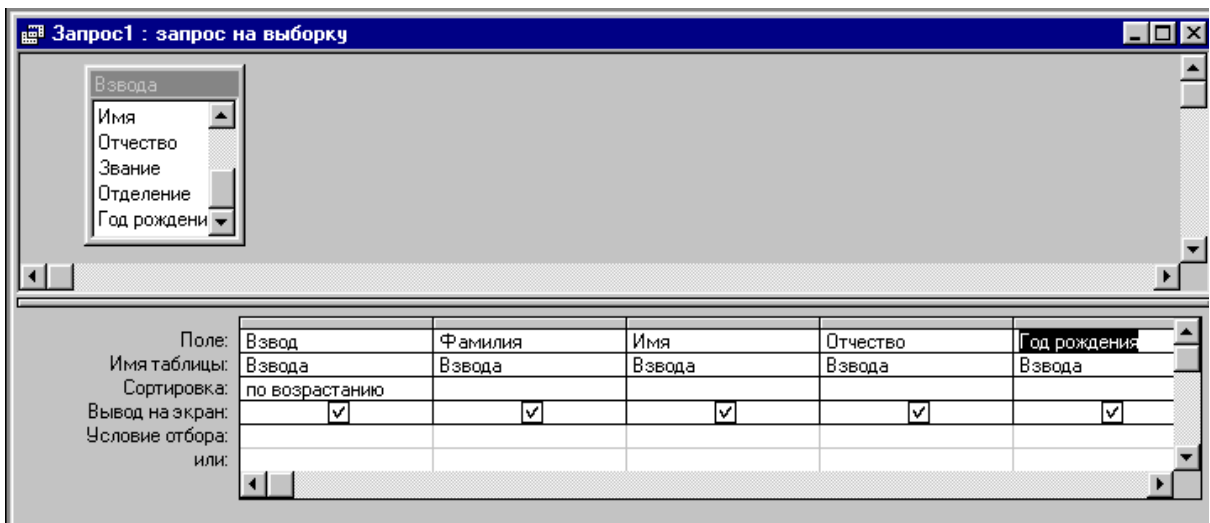 Запрос1 : запрос на выборку
Взвода
Имя
Отчество
Звание
Отделение
Год рождени
Поле: Взвод Фамилия Имя Отчество Год рождения
Имя таблицы: Взвода Взвода Взвода Взвода Взвода
Сортировка: по возрастанию
Вывод на экран:
Условие отбора:
или: